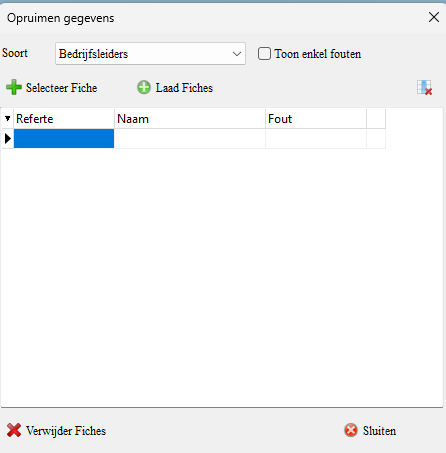 Opruimen gegevens
Soort Bedrijfsleiders Toon enkel fouten
Selecteer Fiche Laad Fiches
Referte Naam Fout
Verwijder Fiches Sluiten